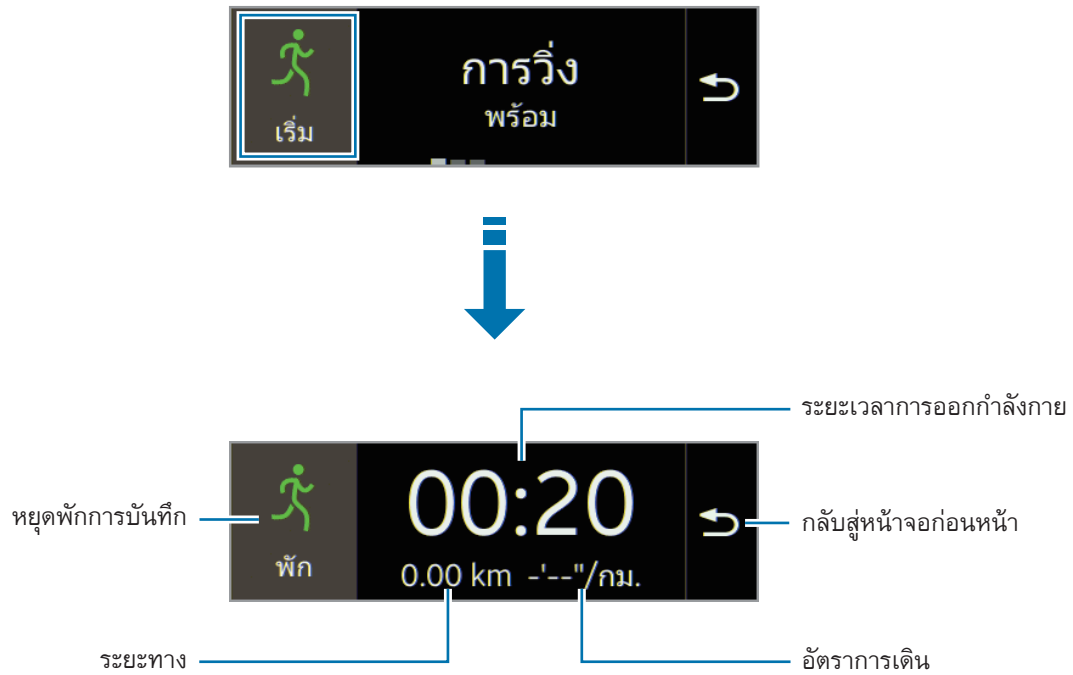 เริ่ม
การวิ่ง
พร้อม
ระยะเวลาการออกกำลังกาย
หยุดพักการบันทึก
พัก
00:20
0.00 km -'--"/กม.
กลับสู่หน้าจอก่อนหน้า
ระยะทาง
อัตราการเดิน